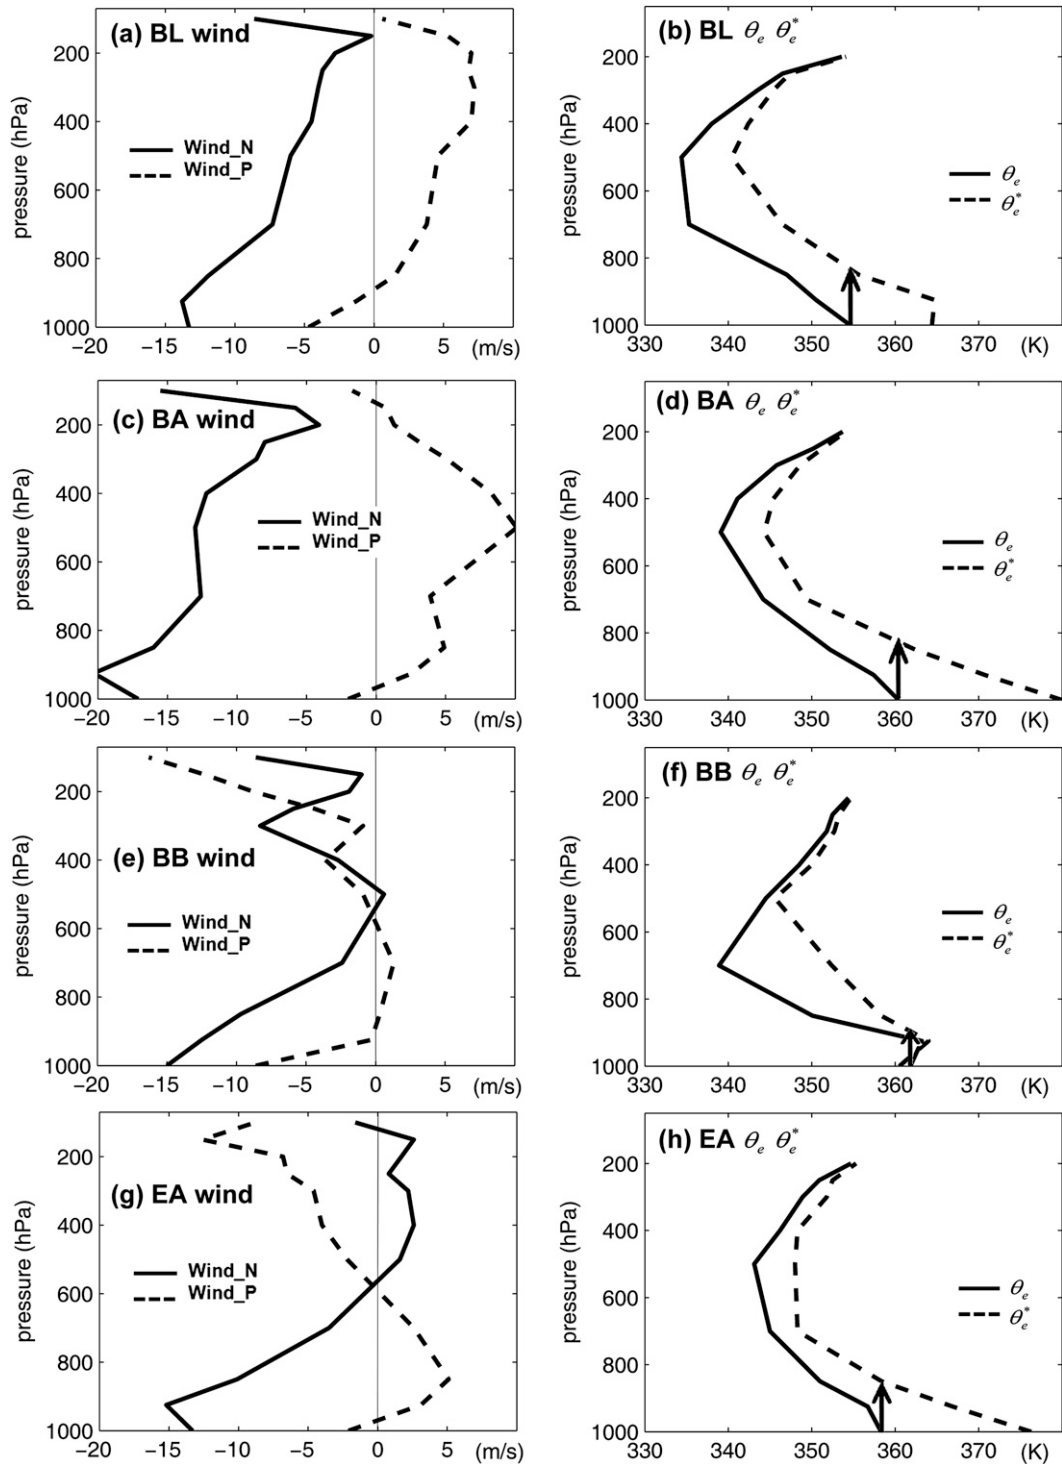 (a) BL wind
pressure (hPa)
200
400
600
800
1000
Wind_N
Wind_P
−20 −15 −10 −5 0 5 (m/s)
(b) BL θe θe*
pressure (hPa)
200
400
600
800
1000
θe
θe*
330 340 350 360 370 (K)
(c) BA wind
pressure (hPa)
200
400
600
800
1000
Wind_N
Wind_P
−20 −15 −10 −5 0 5 (m/s)
(d) BA θe θe*
pressure (hPa)
200
400
600
800
1000
θe
θe*
330 340 350 360 370 (K)
(e) BB wind
pressure (hPa)
200
400
600
800
1000
Wind_N
Wind_P
−20 −15 −10 −5 0 5 (m/s)
(f) BB θe θe*
pressure (hPa)
200
400
600
800
1000
θe
θe*
330 340 350 360 370 (K)
(g) EA wind
pressure (hPa)
200
400
600
800
1000
Wind_N
Wind_P
−20 −15 −10 −5 0 5 (m/s)
(h) EA θe θe*
pressure (hPa)
200
400
600
800
1000
θe
θe*
330 340 350 360 370 (K)